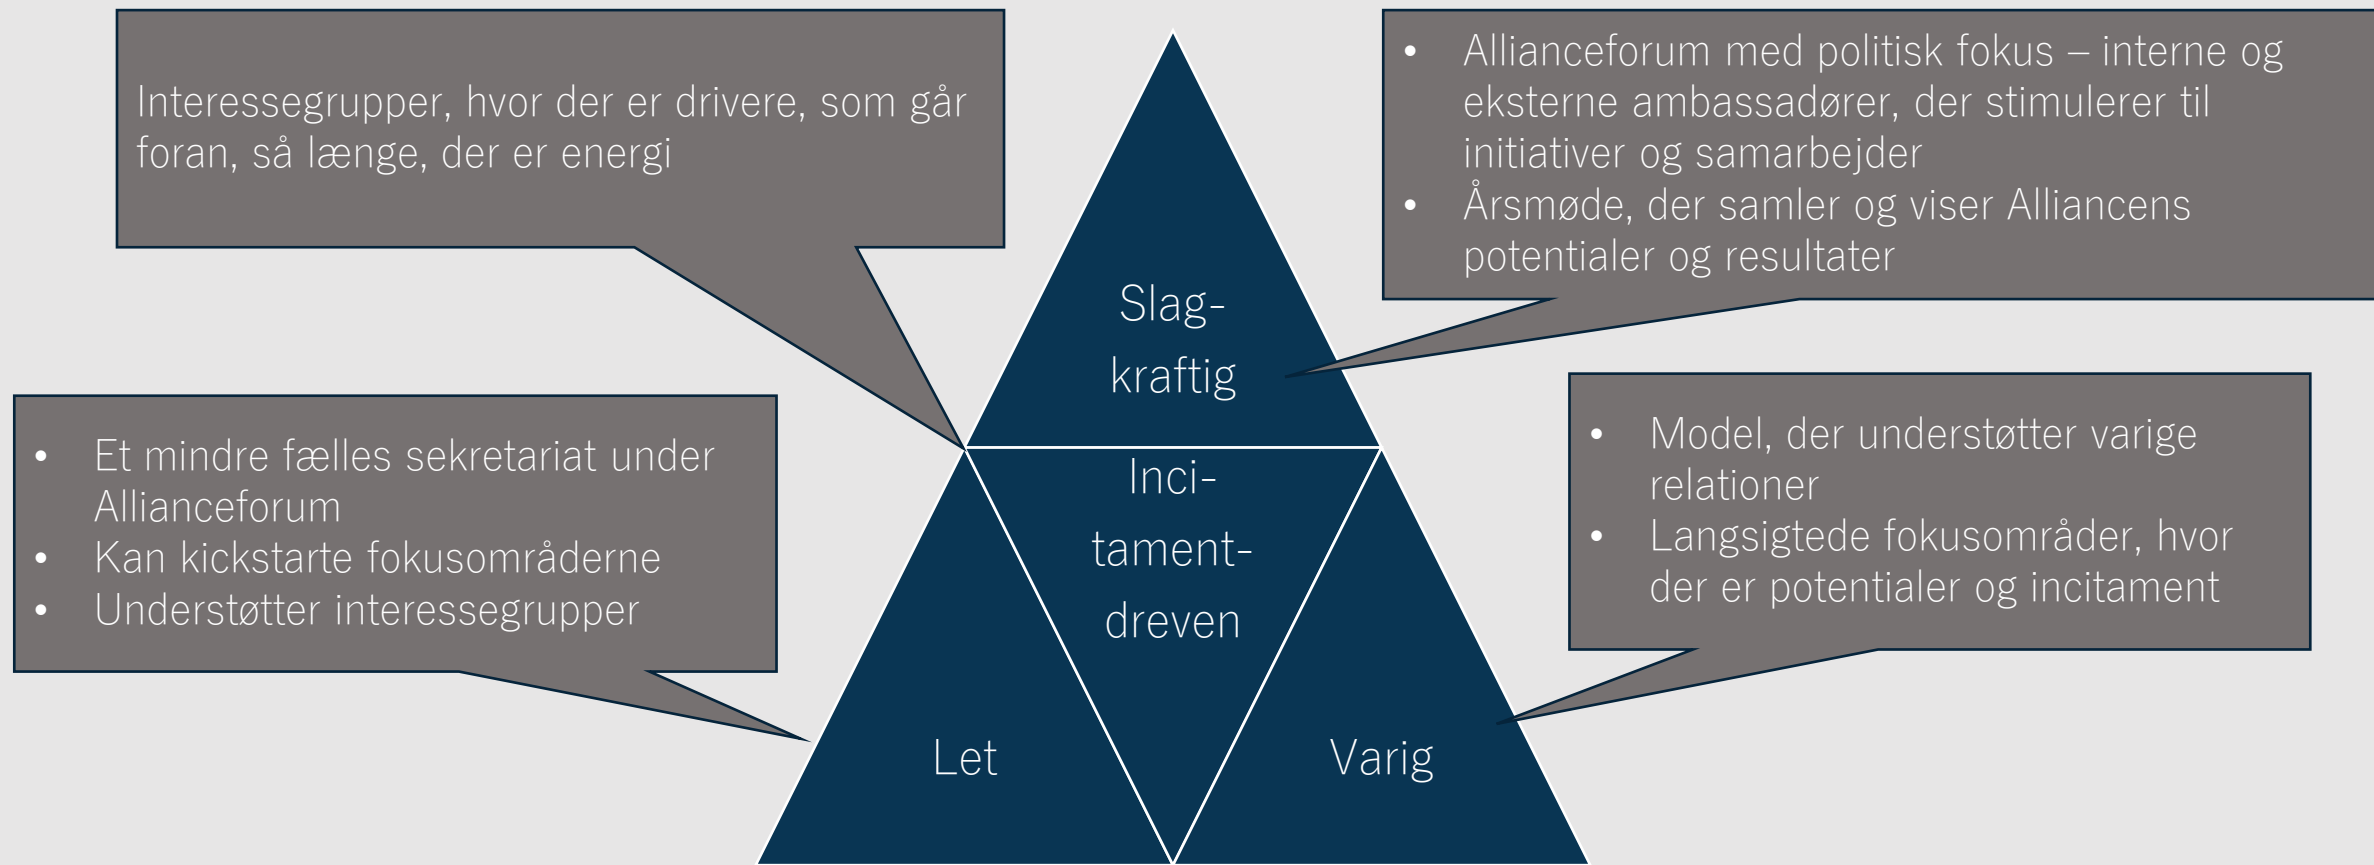 Interessegrupper, hvor der er drivere, som går
foran, så længe, der er energi
• Allianceforum med politisk fokus – interne og
eksterne ambassadører, der stimulerer til
initiativer og samarbejder
• Årsmøde, der samler og viser Alliancens
potentialer og resultater
Slag-
kraftig
• Et mindre fælles sekretariat under
Allianceforum
• Kan kickstarte fokusområderne
• Understøtter interessegrupper
Inci-
tament-
dreven
• Model, der understøtter varige
relationer
• Langsigtede fokusområder, hvor
der er potentialer og incitament
Let
Varig